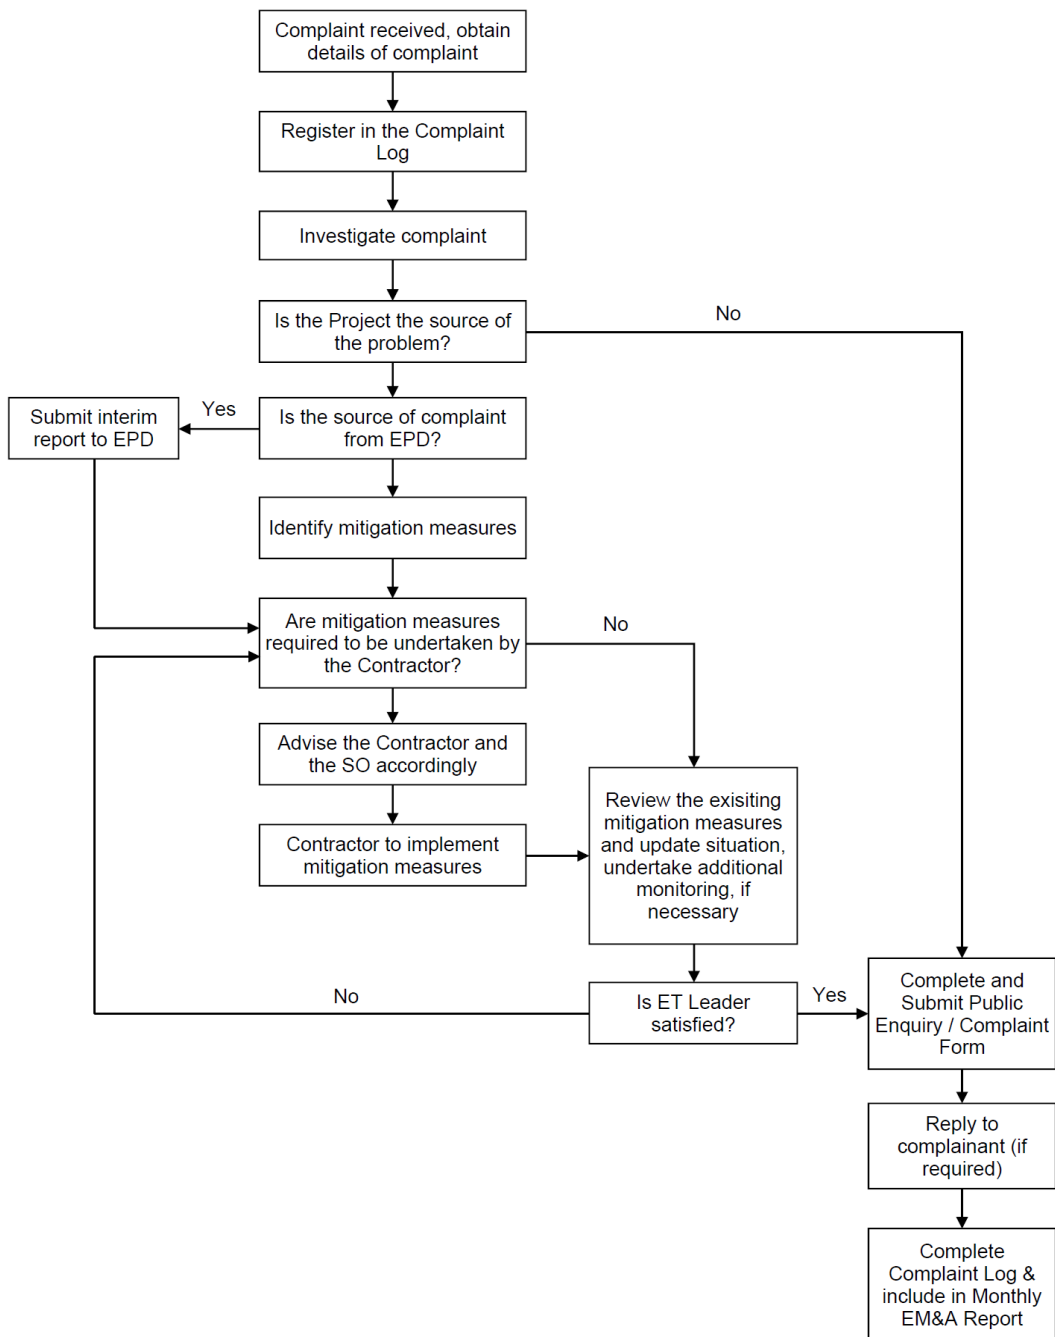 Complaint received, obtain
details of complaint
Register in the Complaint
Log
Investigate complaint
Is the Project the source of
the problem?
No
Submit interim
report to EPD
Yes
Is the source of complaint
from EPD?
Identify mitigation measures
Are mitigation measures
required to be undertaken by
the Contractor?
No
Advise the Contractor and
the SO accordingly
Contractor to implement
mitigation measures
Review the exisiting
mitigation measures
and update situation,
undertake additional
monitoring, if
necessary
No
Is ET Leader
satisfied?
Yes
Complete and
Submit Public
Enquiry / Complaint
Form
Reply to
complainant (if
required)
Complete
Complaint Log &
include in Monthly
EM&A Report